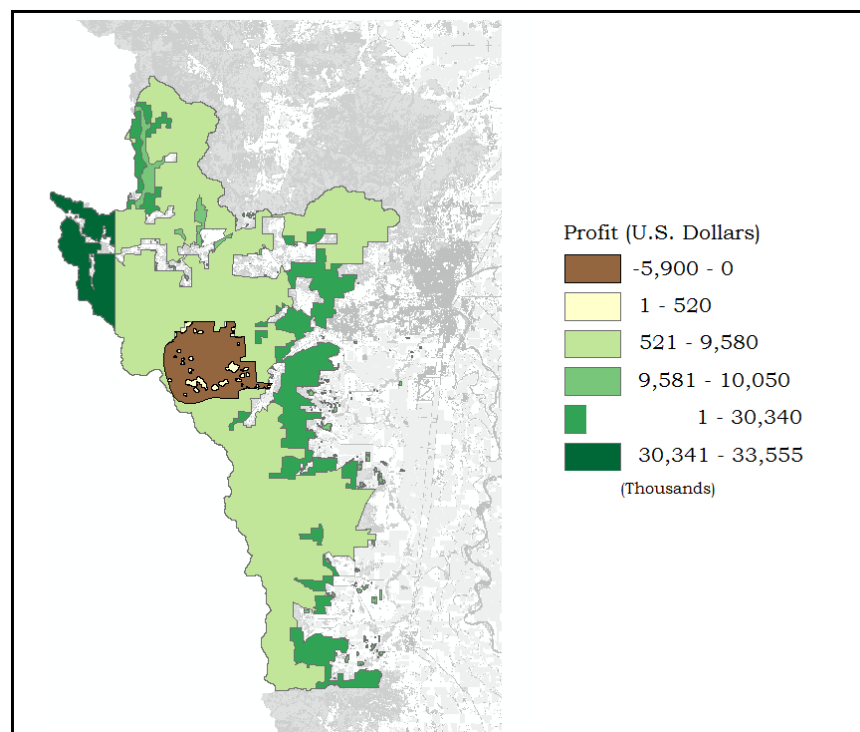 Profit (U.S. Dollars)
-5,900 - 0
1 - 520
521 - 9,580
9,581 - 10,050
1 - 30,340
30,341 - 33,555
(Thousands)